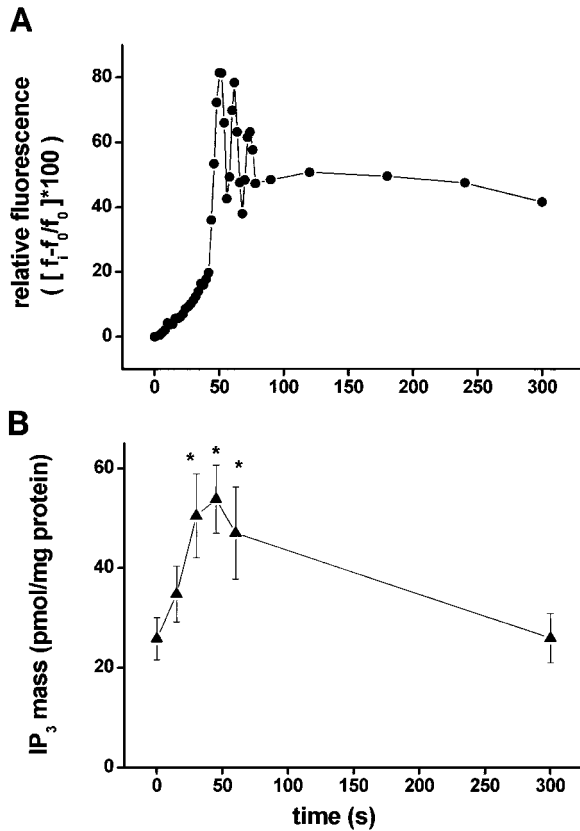 A
relative fluorescence
( [ fᵢ-f₀/f₀ ]*100 )
80
60
40
20
0
0 50 100 150 200 250 300
B
* * *
IP₃ mass (pmol/mg protein)
60
40
20
0
0 50 100 150 200 250 300
time (s)